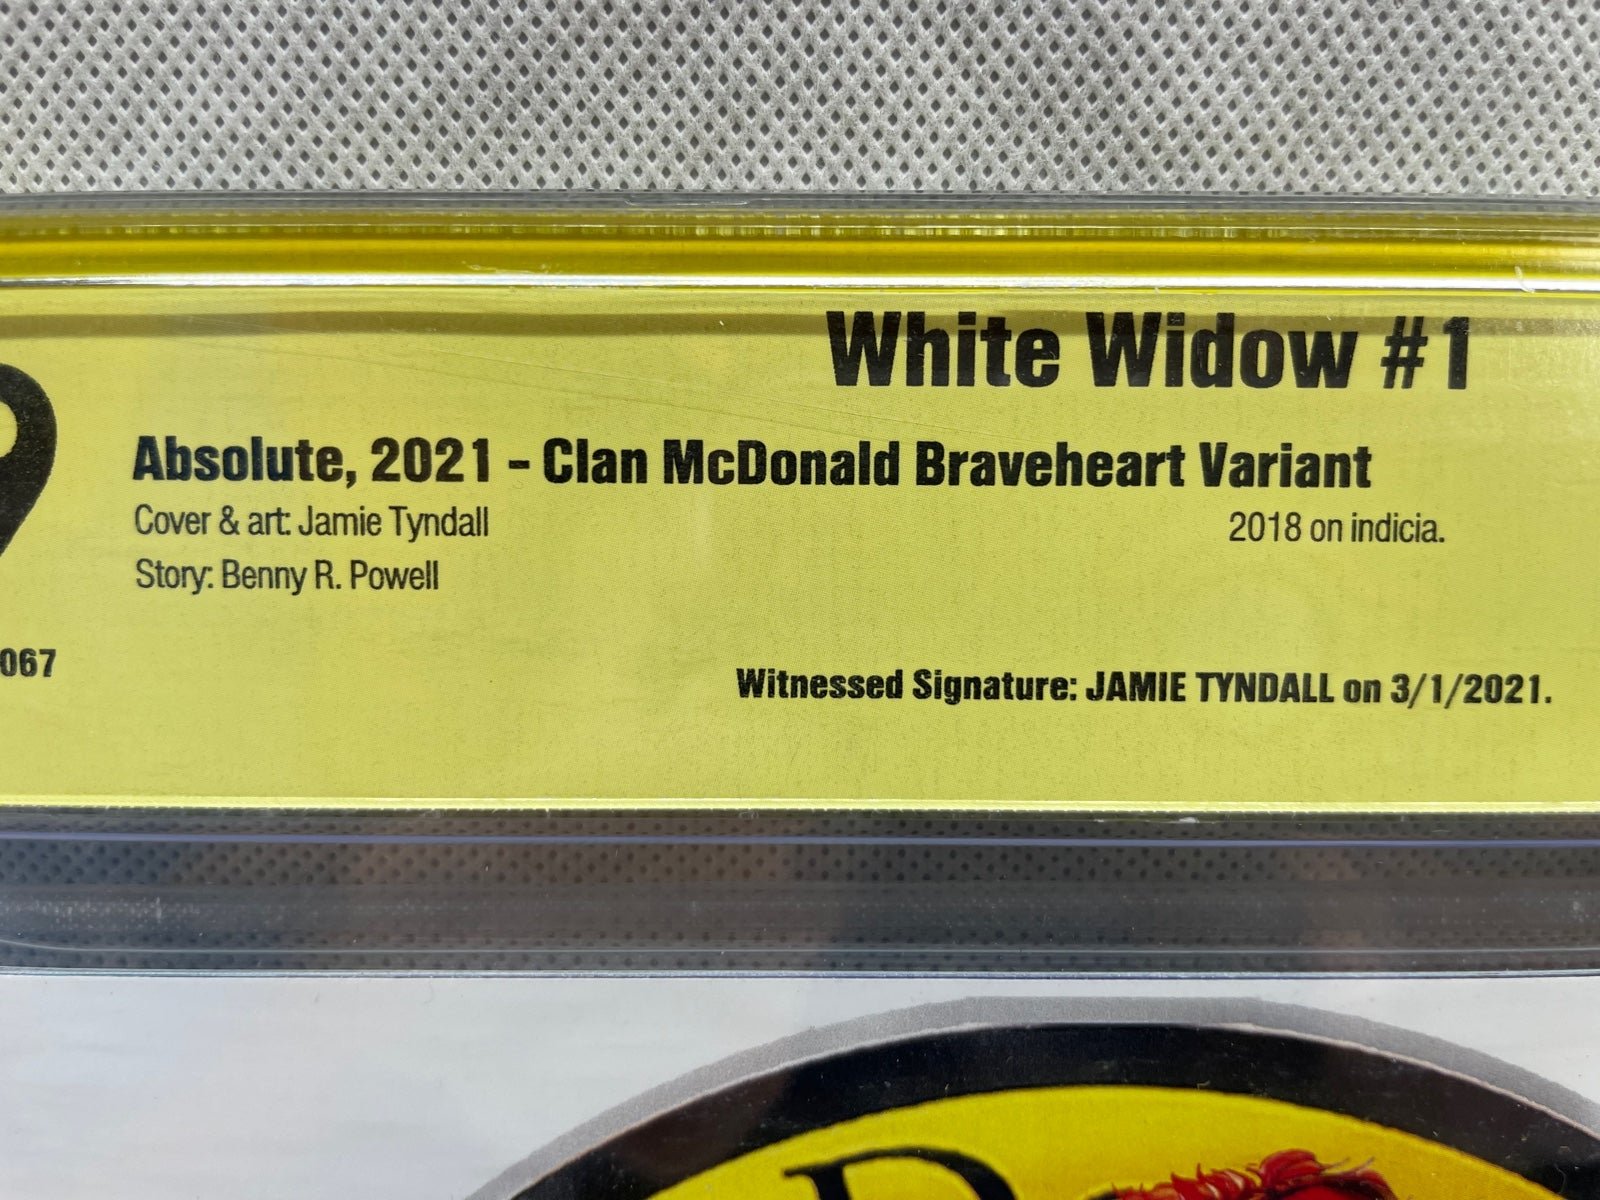 White Widow #1
Absolute, 2021 - Clan McDonald Braveheart Variant
Cover & art: Jamie Tyndall
2018 on indicia.
Story: Benny R. Powell
067
Witnessed Signature: JAMIE TYNDALL on 3/1/2021.